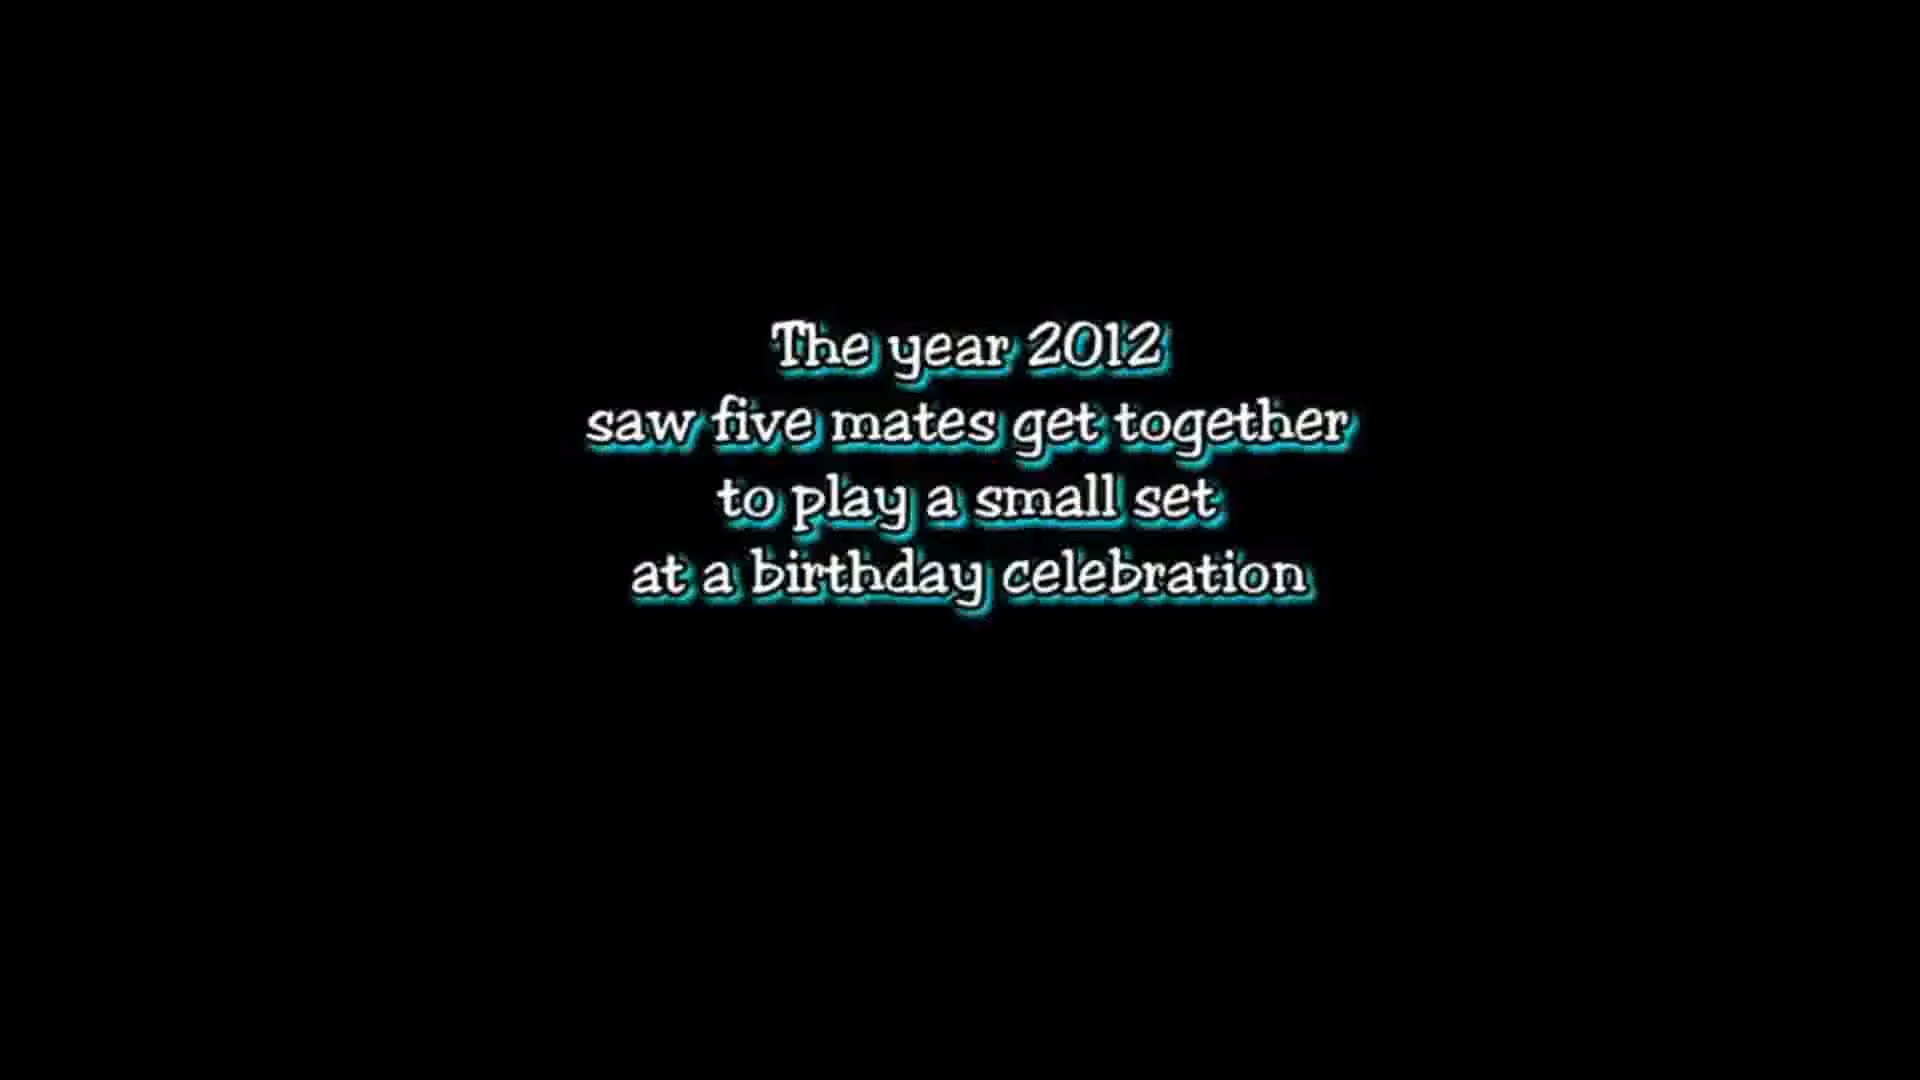 The year 2012
saw five mates get together
to play a small set
at a birthday celebration